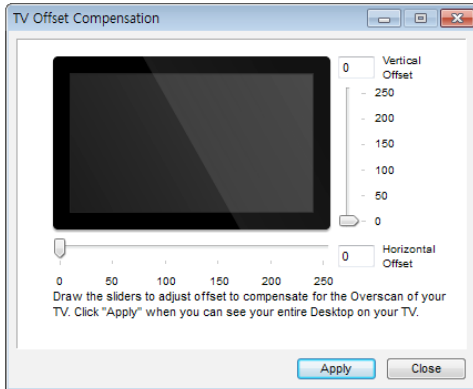 TV Offset Compensation
0
Vertical
Offset
250
200
150
100
50
0
0
Horizontal
Offset
0 50 100 150 200 250
Draw the sliders to adjust offset to compensate for the Overscan of your
TV. Click "Apply" when you can see your entire Desktop on your TV.
Apply Close